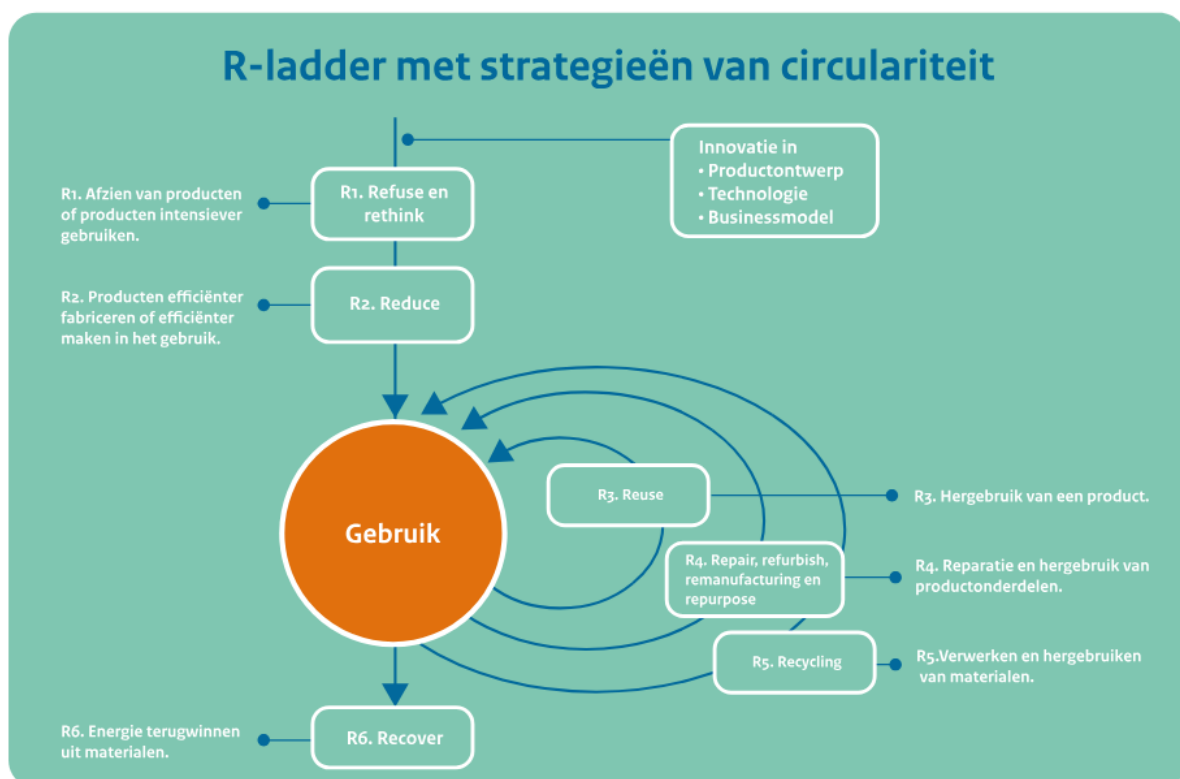 R-ladder met strategieën van circulariteit
Innovatie in
• Productontwerp
• Technologie
• Businessmodel
R1. Afzien van producten
of producten intensiever
gebruiken.
R1. Refuse en
rethink
R2. Producten efficiënter
fabriceren of efficiënter
maken in het gebruik.
R2. Reduce
Gebruik
R3. Reuse
R3. Hergebruik van een product.
R4. Repair, refurbish,
remanufacturing en
repurpose
R4. Reparatie en hergebruik van
productonderdelen.
R5. Recycling
R5.Verwerken en hergebruiken
van materialen.
R6. Energie terugwinnen
uit materialen.
R6. Recover